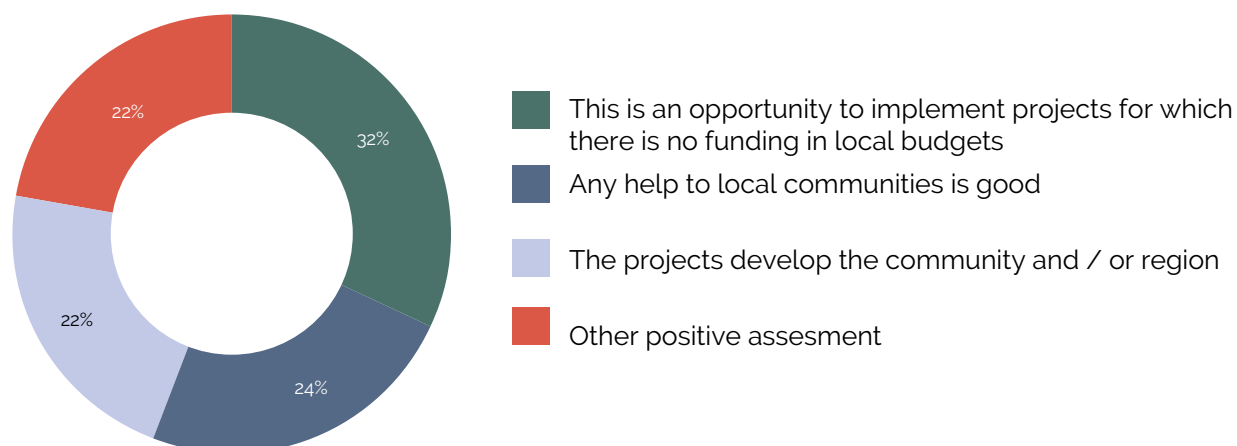 22%
32%
22%
24%
This is an opportunity to implement projects for which
there is no funding in local budgets
Any help to local communities is good
The projects develop the community and / or region
Other positive assesment